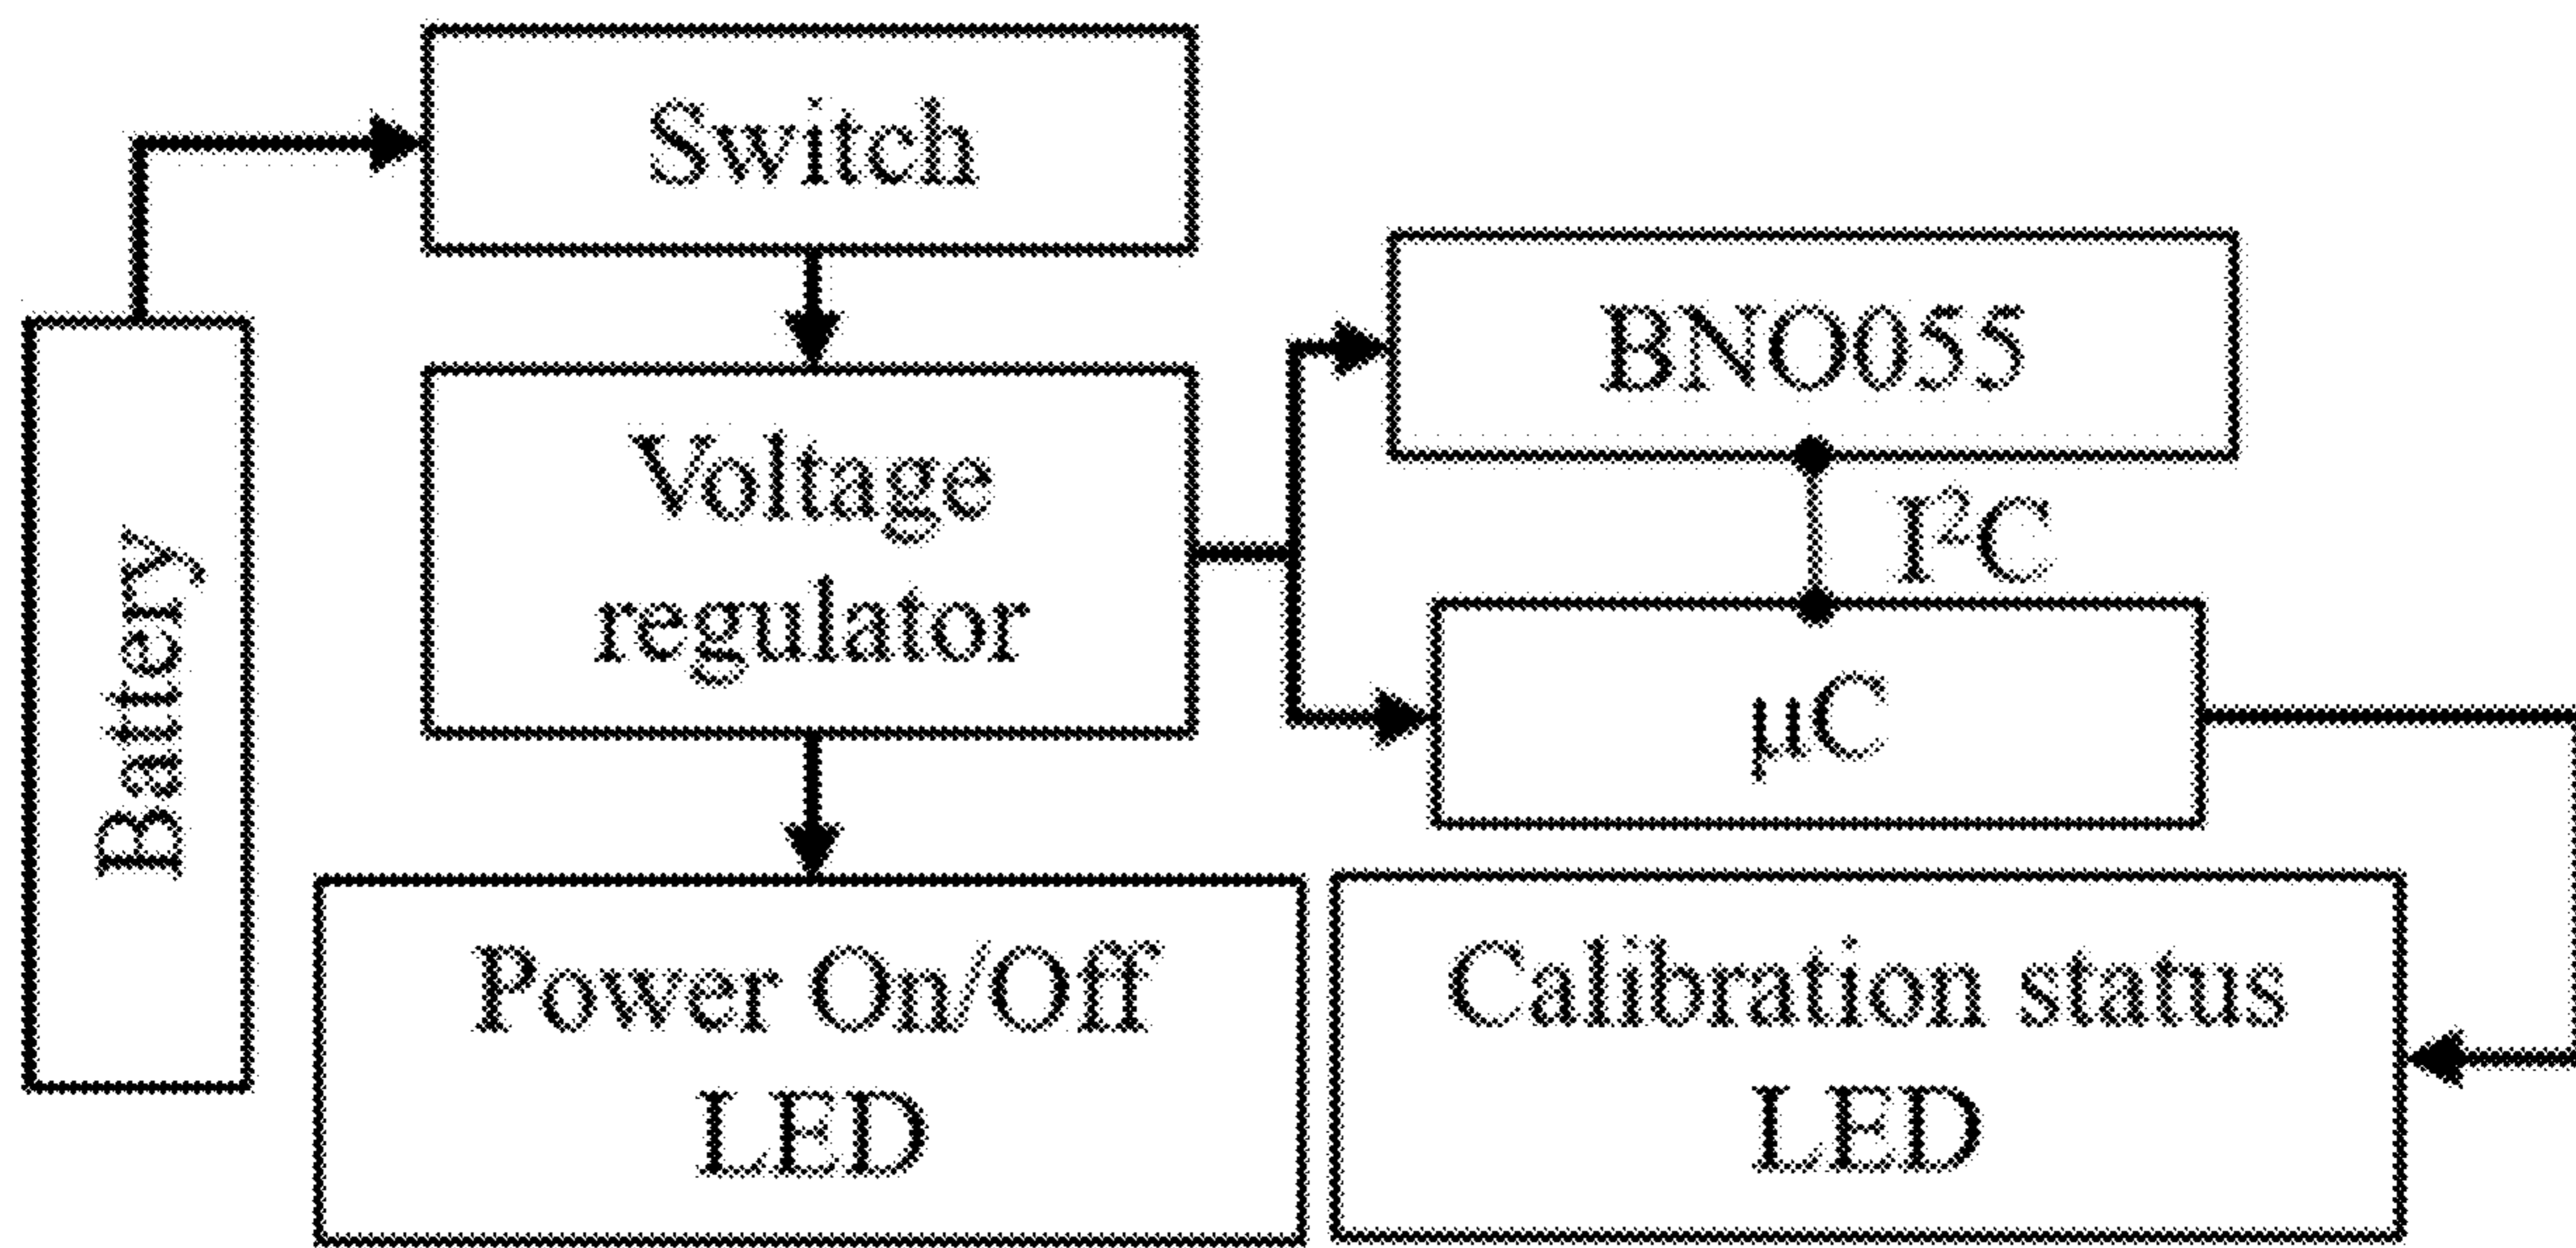 Switch
Battery
Voltage
regulator
BNO055
I²C
µC
Power On/Off
LED
Calibration status
LED